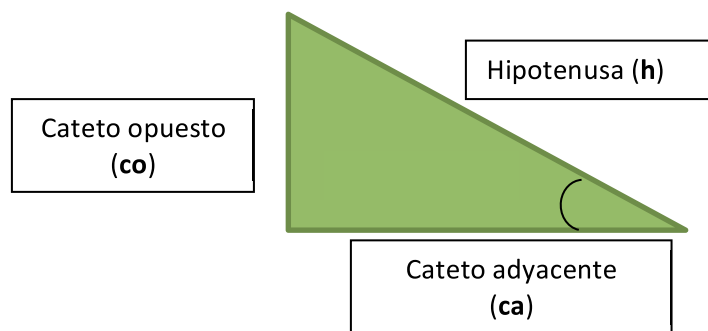 Hipotenusa (h)
Cateto opuesto
(co)
Cateto adyacente
(ca)